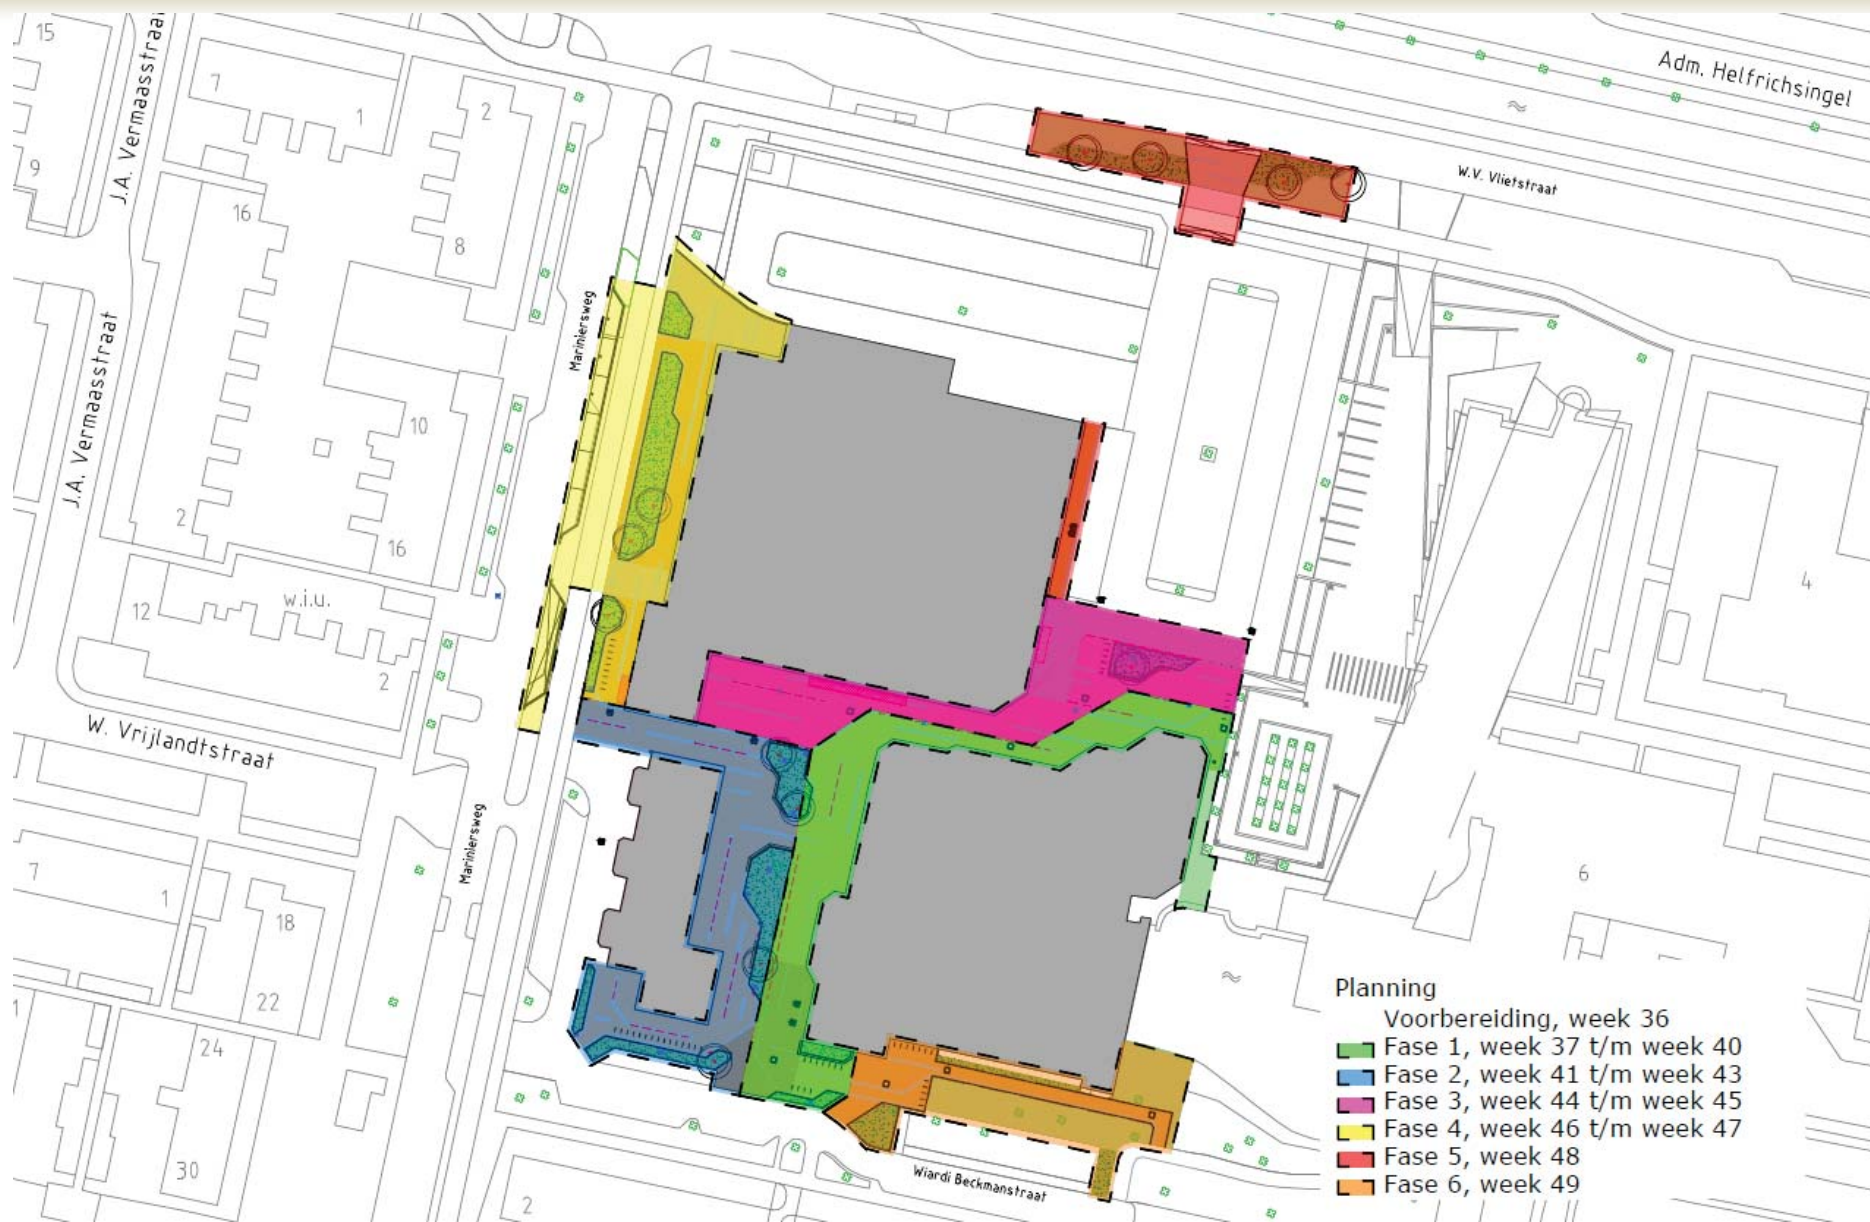 15
9
J.A. Vermaasstraat
7
1
2
16
8
Adm. Helfrichsingel
W.V. Vlietstraat
Mariniersweg
J.A. Vermaasstraat
10
2
16
4
12
w.i.u.
2
W. Vrijlandtstraat
Mariniersweg
7
1
18
22
6
1
24
30
Wiardi Beckmanstraat
2
Planning
Voorbereiding, week 36
Fase 1, week 37 t/m week 40
Fase 2, week 41 t/m week 43
Fase 3, week 44 t/m week 45
Fase 4, week 46 t/m week 47
Fase 5, week 48
Fase 6, week 49